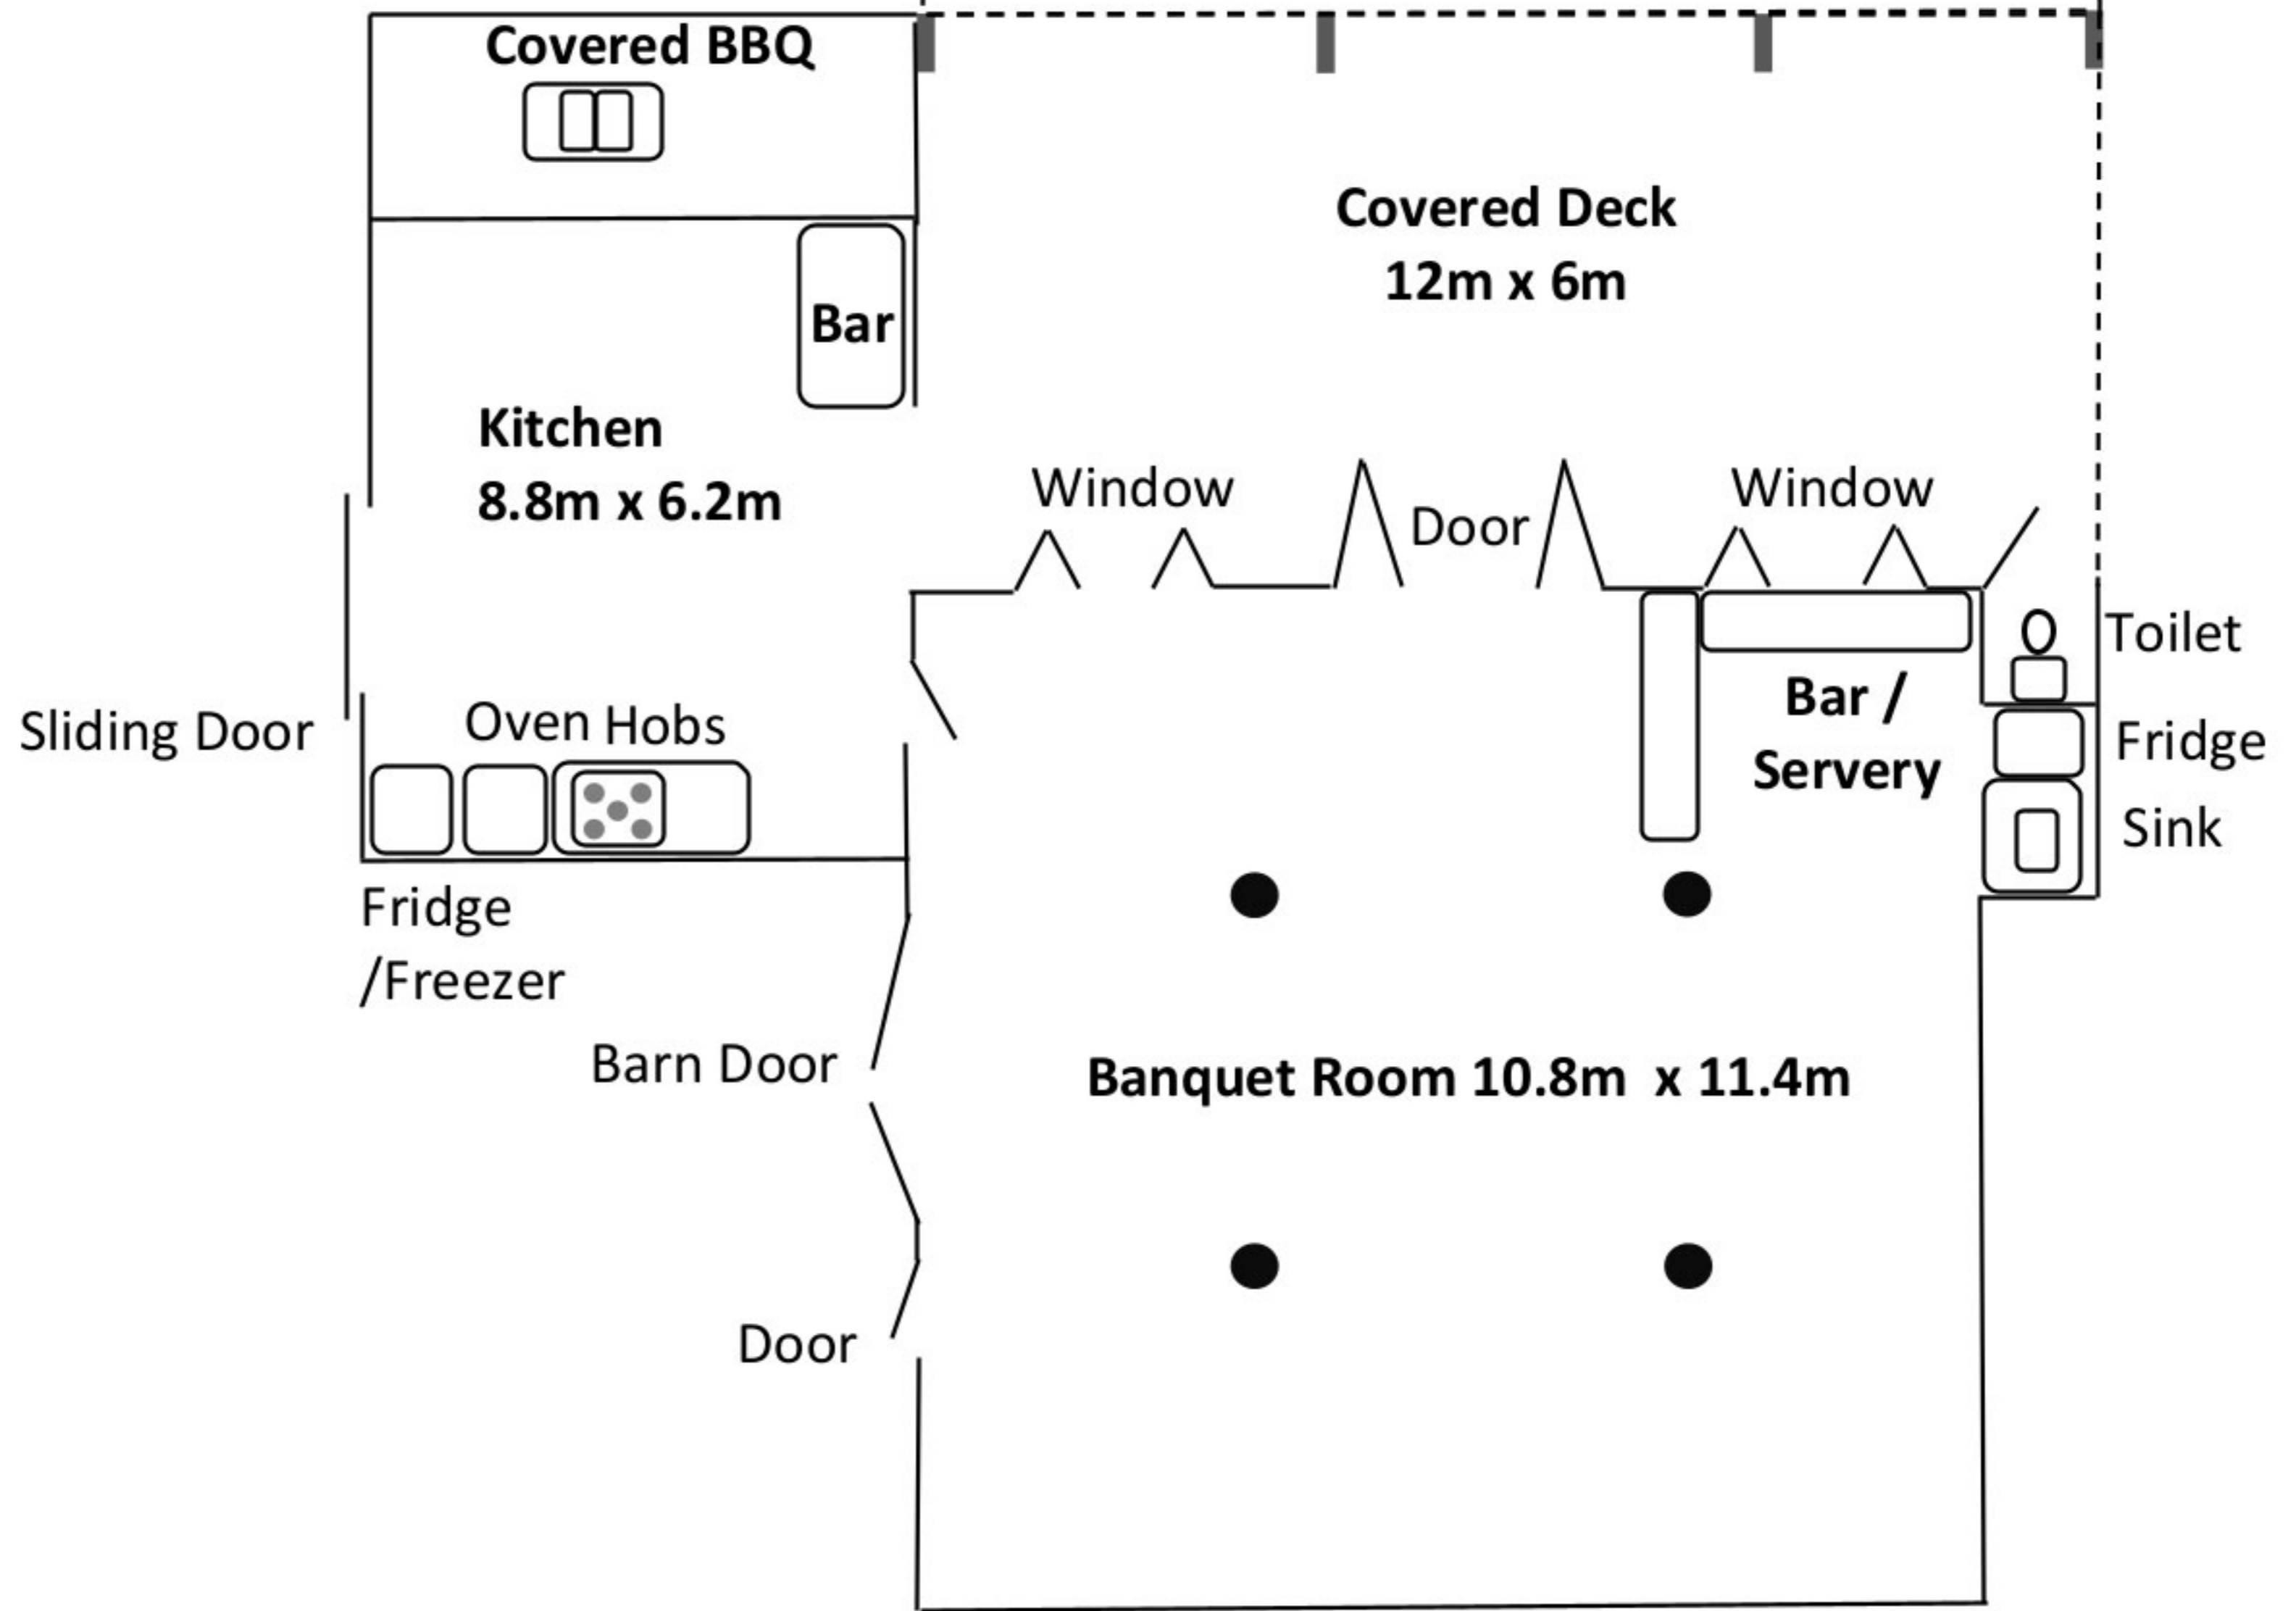 Covered BBQ
Covered Deck
12m x 6m
Bar
Kitchen
8.8m x 6.2m
Window
Door
Window
Toilet
Bar /
Servery
Fridge
Sink
Sliding Door
Oven Hobs
Fridge
/Freezer
Barn Door
Banquet Room 10.8m  x 11.4m
Door